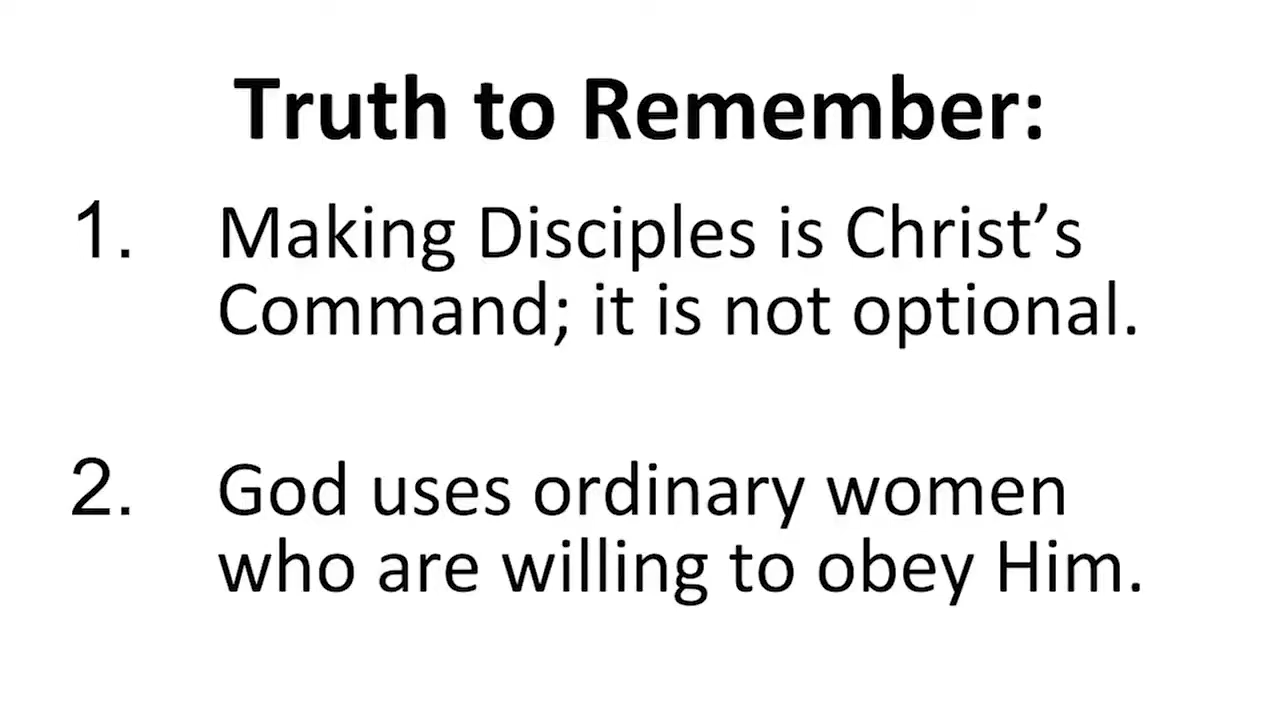 Truth to Remember:
1. Making Disciples is Christ’s
Command; it is not optional.
2. God uses ordinary women
who are willing to obey Him.